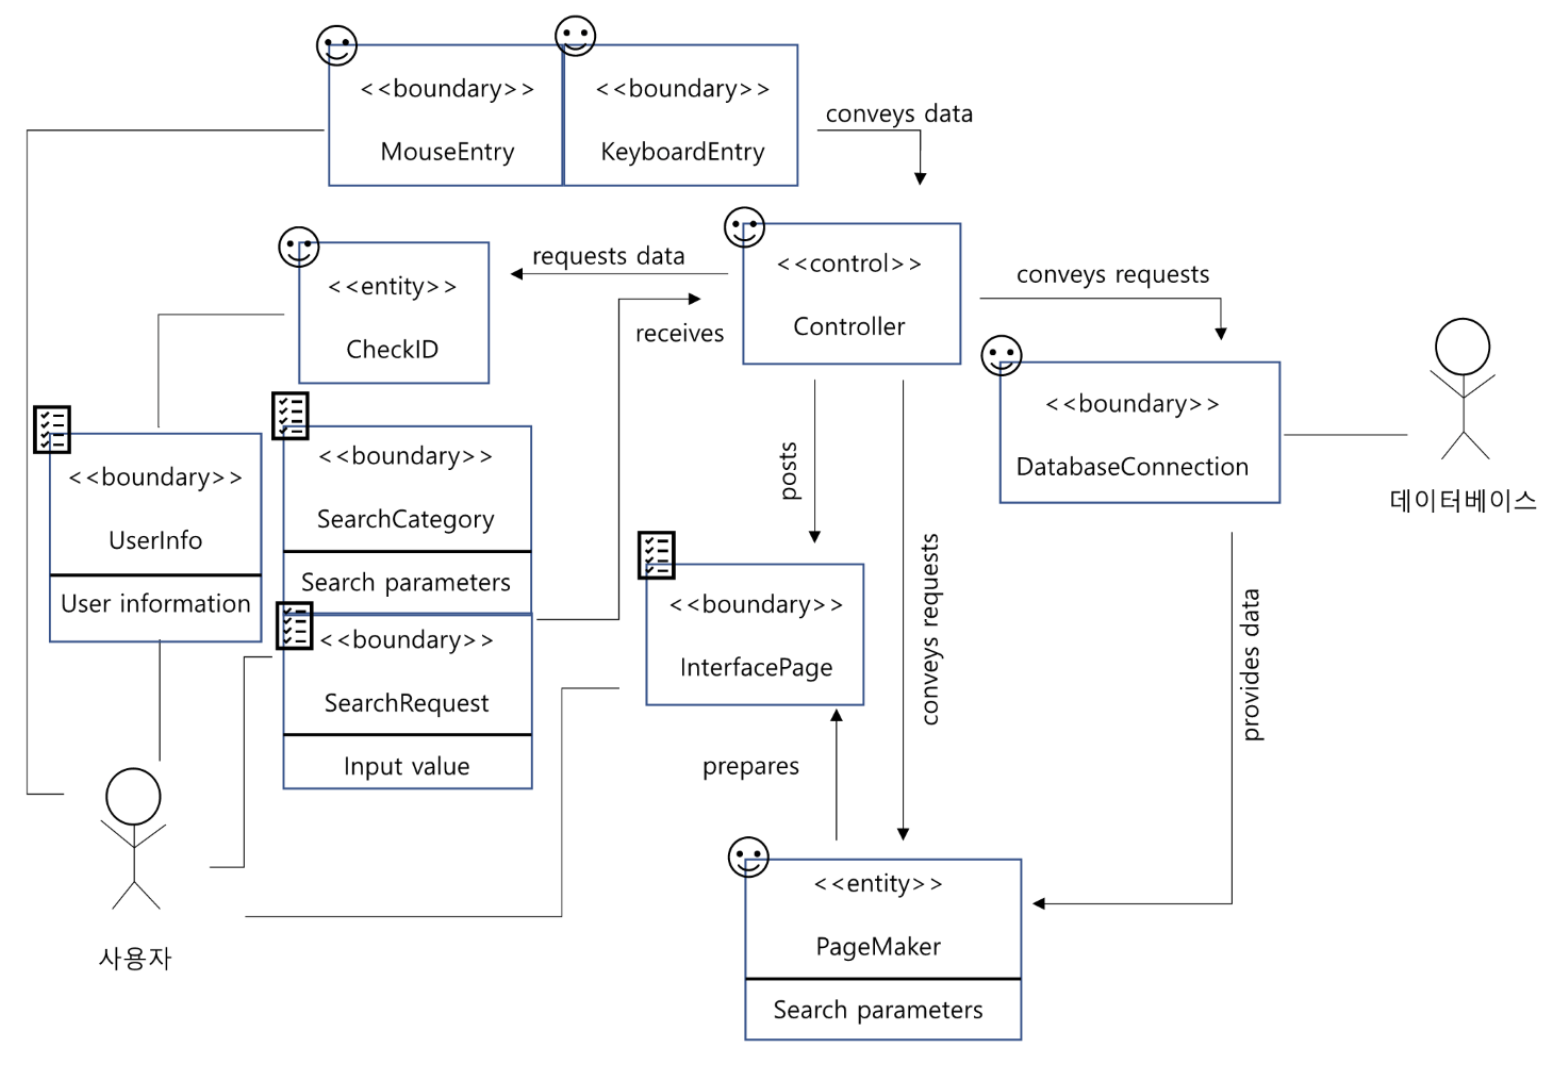 <<boundary>>
MouseEntry
<<boundary>>
KeyboardEntry
conveys data
<<entity>>
CheckID
requests data
receives
<<control>>
Controller
conveys requests
<<boundary>>
DatabaseConnection
데이터베이스
<<boundary>>
UserInfo
User information
<<boundary>>
SearchCategory
Search parameters
<<boundary>>
SearchRequest
Input value
posts
conveys requests
provides data
<<boundary>>
InterfacePage
prepares
<<entity>>
PageMaker
Search parameters
사용자